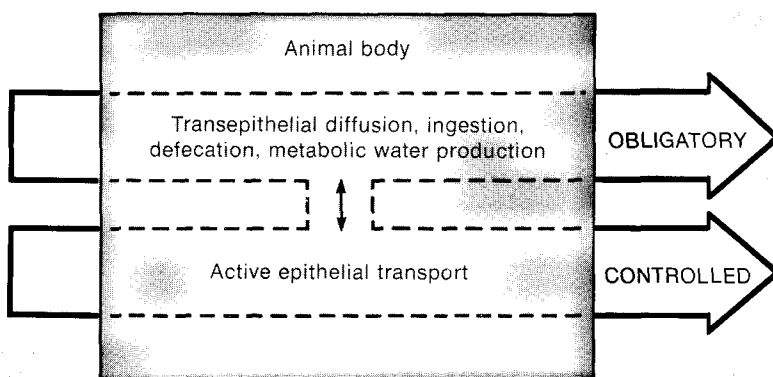 Animal body
Transepithelial diffusion, ingestion,
defecation, metabolic water production
OBLIGATORY
Active epithelial transport
CONTROLLED